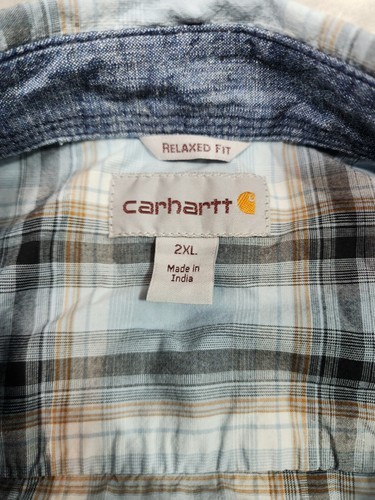 RELAXED FIT
carhartt
2XL
Made in
India